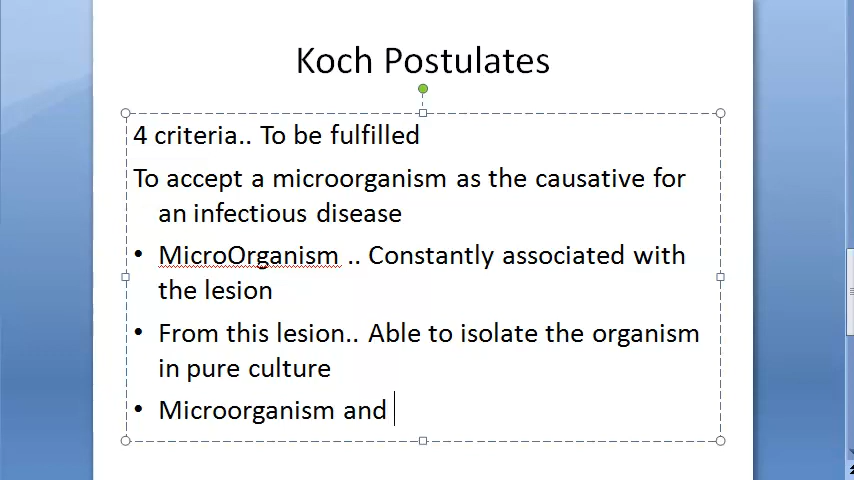 Koch Postulates
4 criteria.. To be fulfilled
To accept a microorganism as the causative for
an infectious disease
• MicroOrganism .. Constantly associated with
the lesion
• From this lesion.. Able to isolate the organism
in pure culture
• Microorganism and